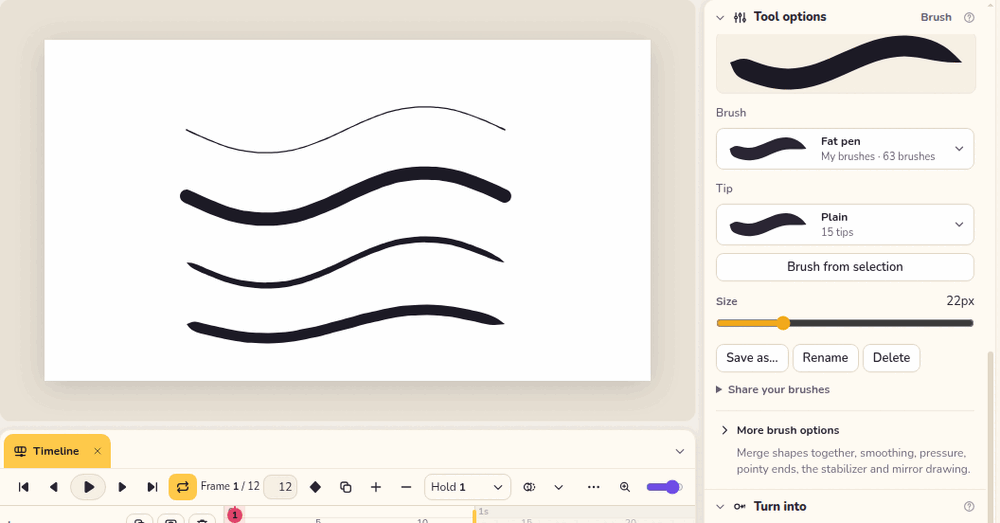 Tool options Brush
Brush
Fat pen
My brushes · 63 brushes
Tip
Plain
15 tips
Brush from selection
Size 22px
Save as... Rename Delete
Share your brushes
More brush options
Merge shapes together, smoothing, pressure,
pointy ends, the stabilizer and mirror drawing.
Turn into
Timeline
Frame 1 / 12 12 Hold 1
1 5 10 1s 15 20